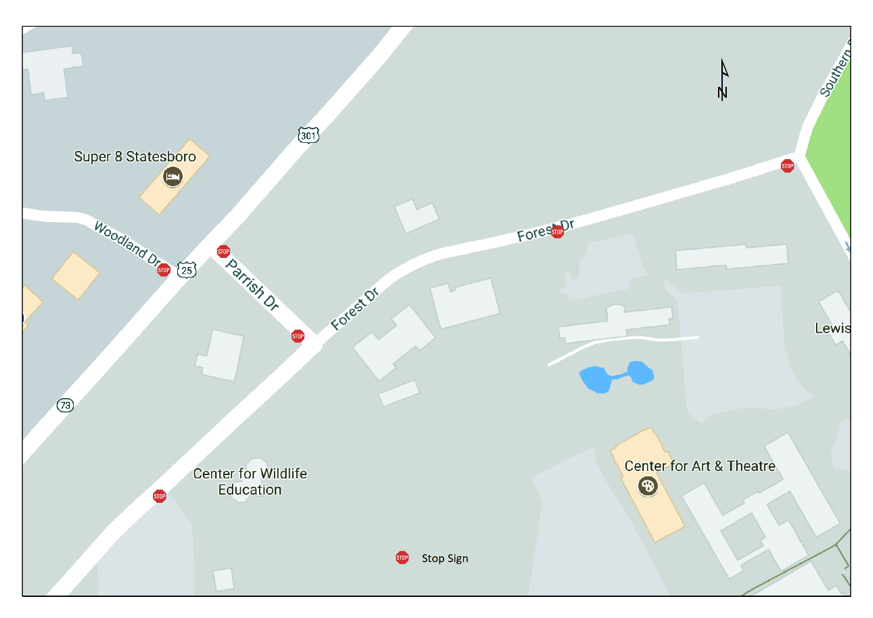 Southern
N
301
Super 8 Statesboro
STOP
Forest Dr
STOP
Woodland Dr
STOP
STOP
25
Parrish Dr
Forest Dr
STOP
Lewis
73
Center for Art & Theatre
Center for Wildlife
Education
STOP
STOP
Stop Sign